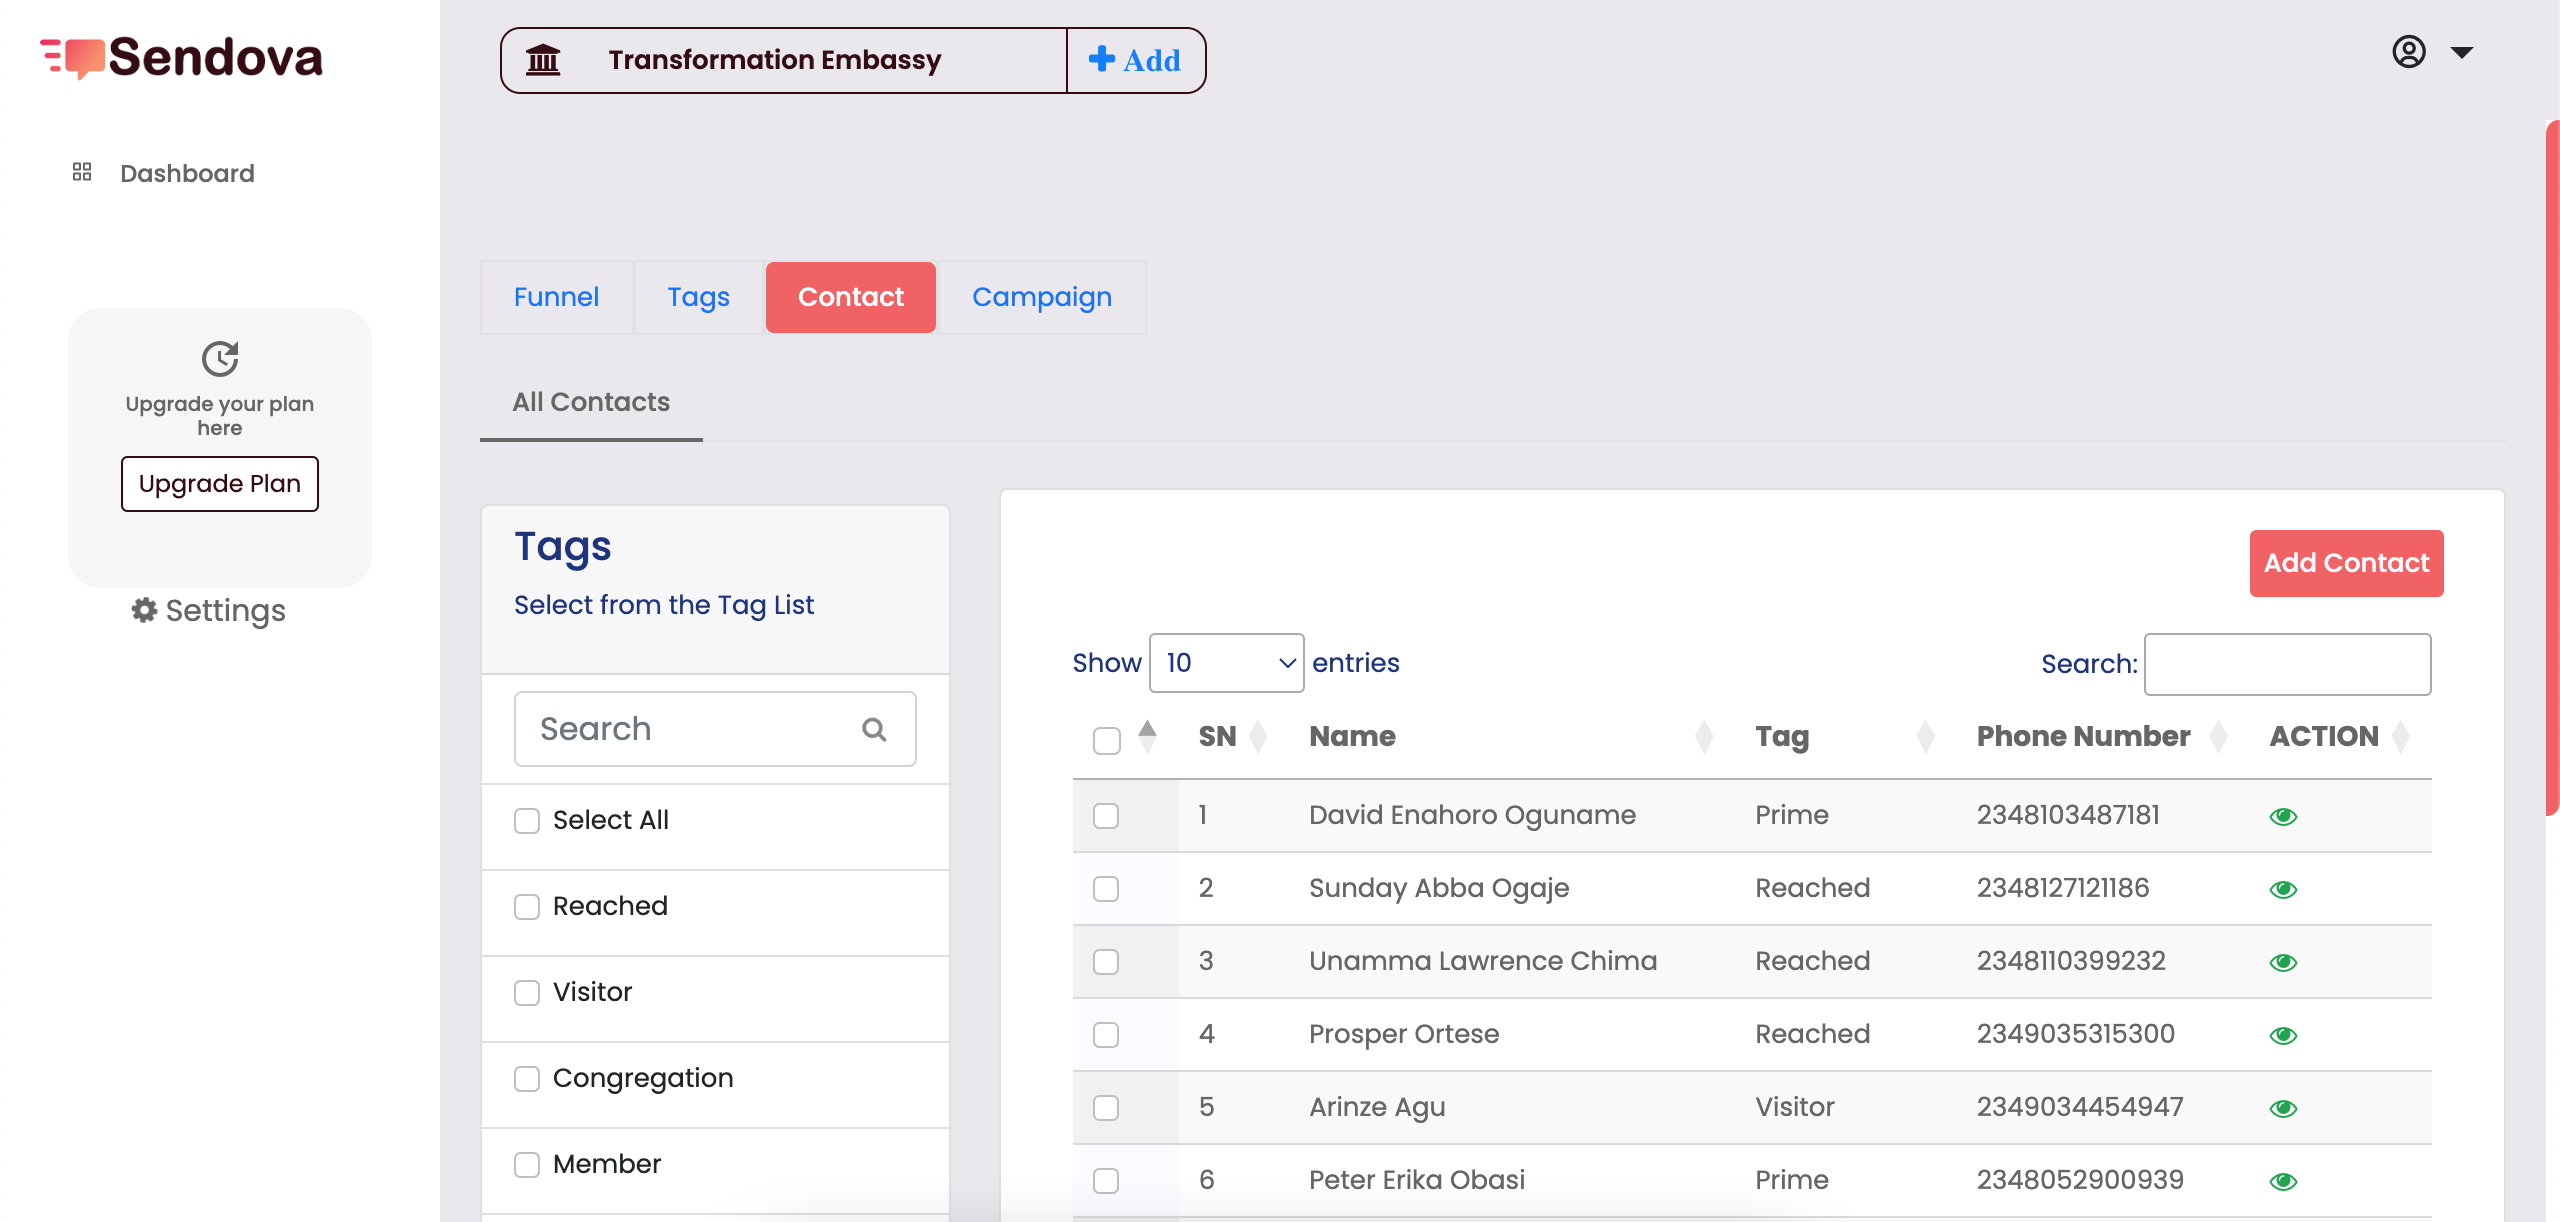 Sendova
Transformation Embassy
Add
Dashboard
Upgrade your plan
here
Upgrade Plan
Settings
Funnel
Tags
Contact
Campaign
All Contacts
Tags
Select from the Tag List
Search
Select All
Reached
Visitor
Congregation
Member
Add Contact
Show 10 entries
Search:
SN Name Tag Phone Number ACTION
1 David Enahoro Oguname Prime 2348103487181
2 Sunday Abba Ogaje Reached 2348127121186
3 Unamma Lawrence Chima Reached 2348110399232
4 Prosper Ortese Reached 2349035315300
5 Arinze Agu Visitor 2349034454947
6 Peter Erika Obasi Prime 2348052900939